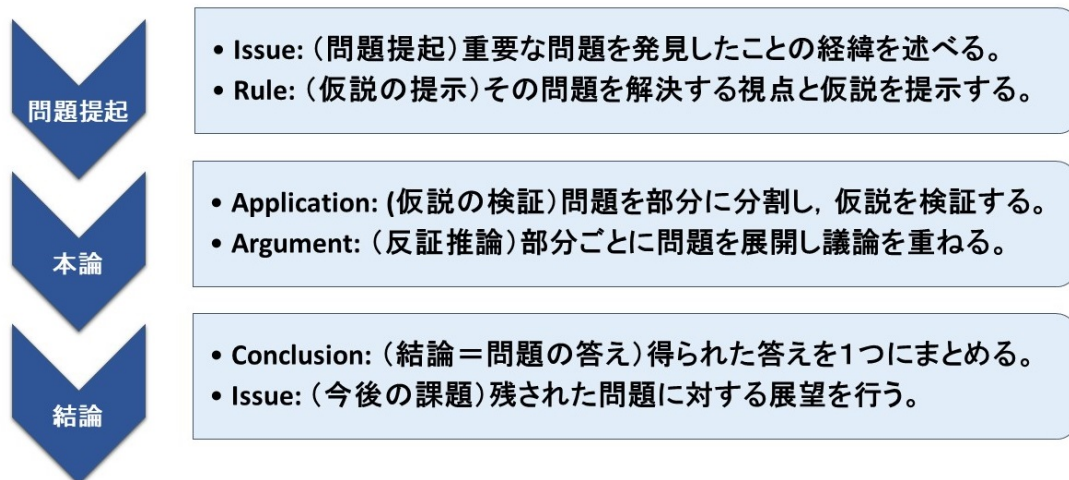 問題提起
• Issue: （問題提起）重要な問題を発見したことの経緯を述べる。
• Rule: （仮説の提示）その問題を解決する視点と仮説を提示する。
本論
• Application: (仮説の検証）問題を部分に分割し，仮説を検証する。
• Argument: （反証推論）部分ごとに問題を展開し議論を重ねる。
結論
• Conclusion: （結論＝問題の答え）得られた答えを１つにまとめる。
• Issue: （今後の課題）残された問題に対する展望を行う。